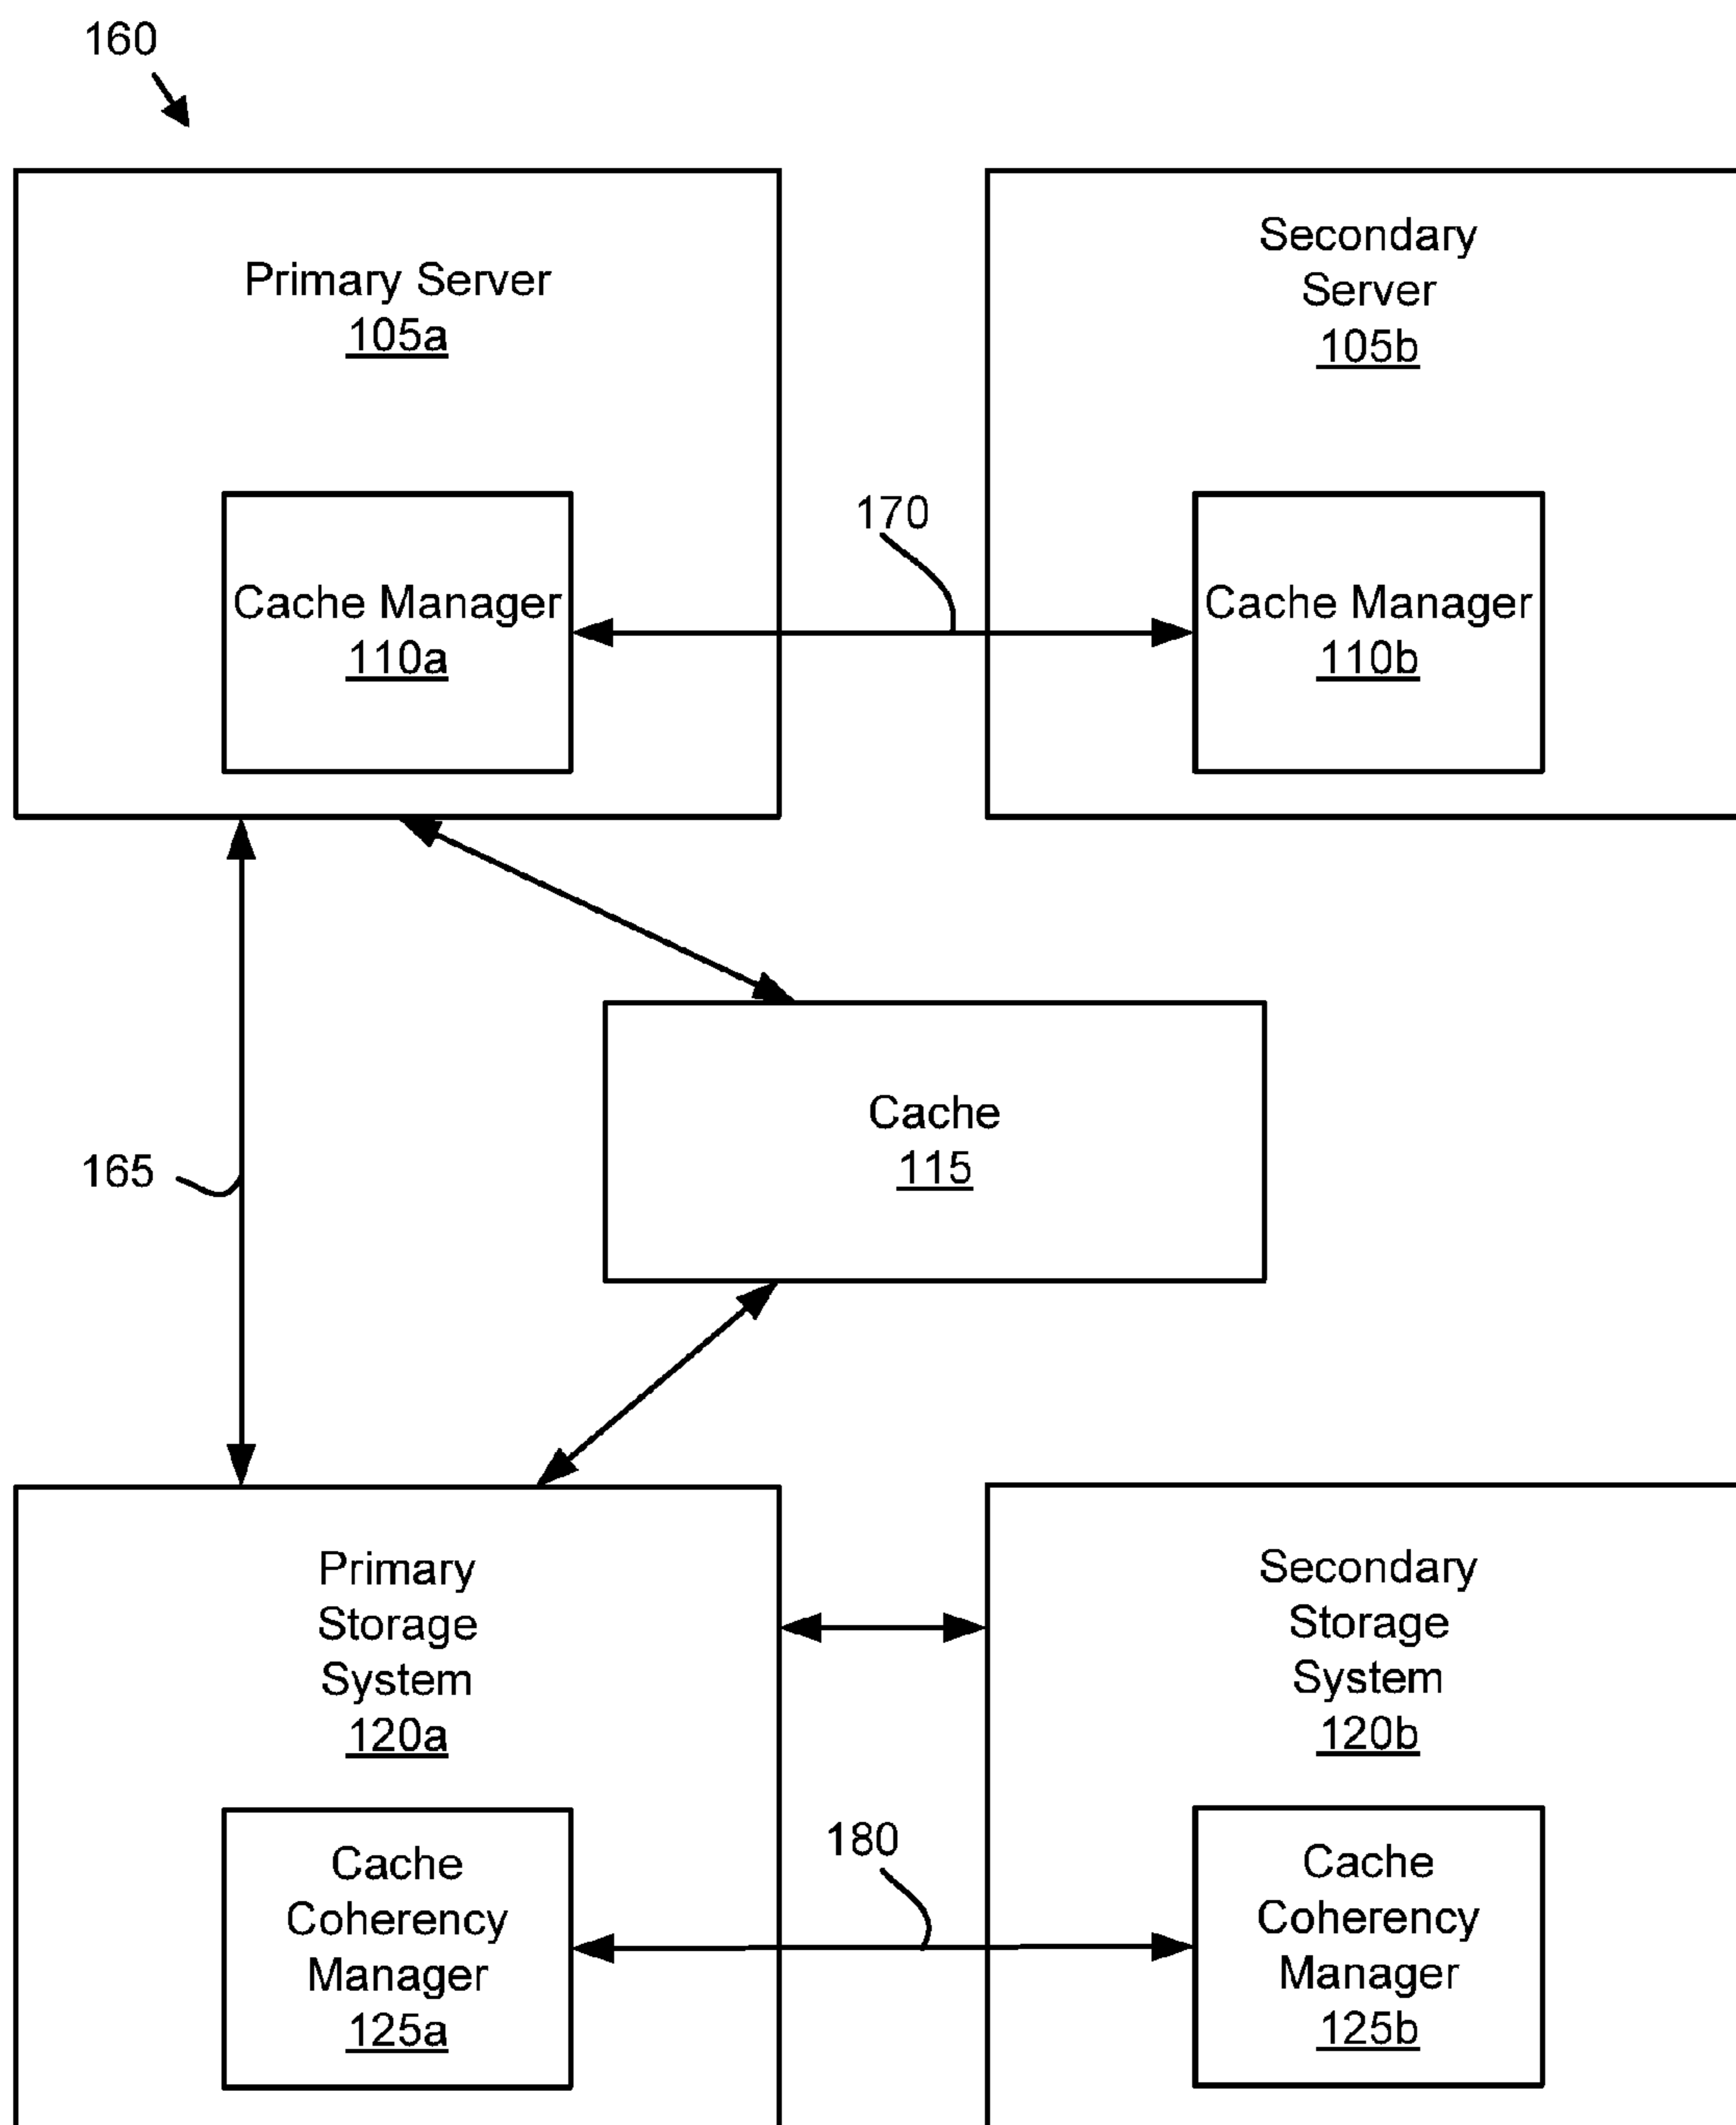 160
Primary Server
105a
Secondary
Server
105b
170
Cache Manager
110a
Cache Manager
110b
Cache
115
165
Primary
Storage
System
120a
Secondary
Storage
System
120b
180
Cache
Coherency
Manager
125a
Cache
Coherency
Manager
125b